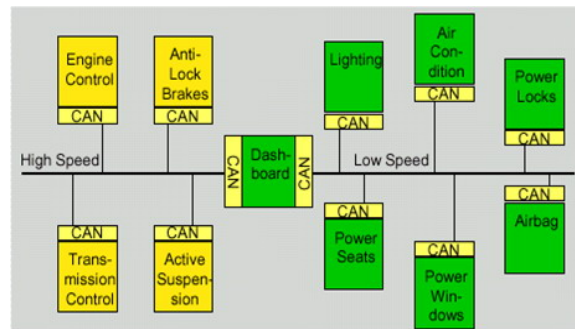 Engine
Control
CAN
Anti-
Lock
Brakes
CAN
Lighting
CAN
Air
Con-
dition
CAN
Power
Locks
CAN
High Speed
CAN
Dash-
board
CAN
Low Speed
CAN
Trans-
mission
Control
CAN
Active
Suspen-
sion
CAN
Power
Seats
CAN
Power
Win-
dows
CAN
Airbag